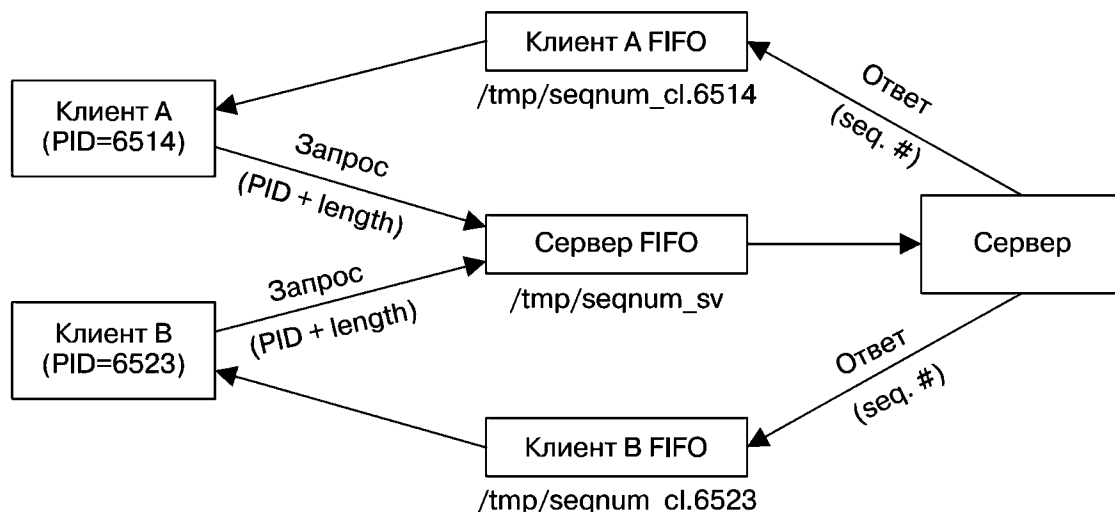 Клиент A FIFO
/tmp/seqnum_cl.6514
Ответ
(seq. #)
Клиент A
(PID=6514)
Запрос
(PID + length)
Сервер FIFO
/tmp/seqnum_sv
Сервер
Запрос
(PID + length)
Клиент B
(PID=6523)
Ответ
(seq. #)
Клиент B FIFO
/tmp/seqnum_cl.6523